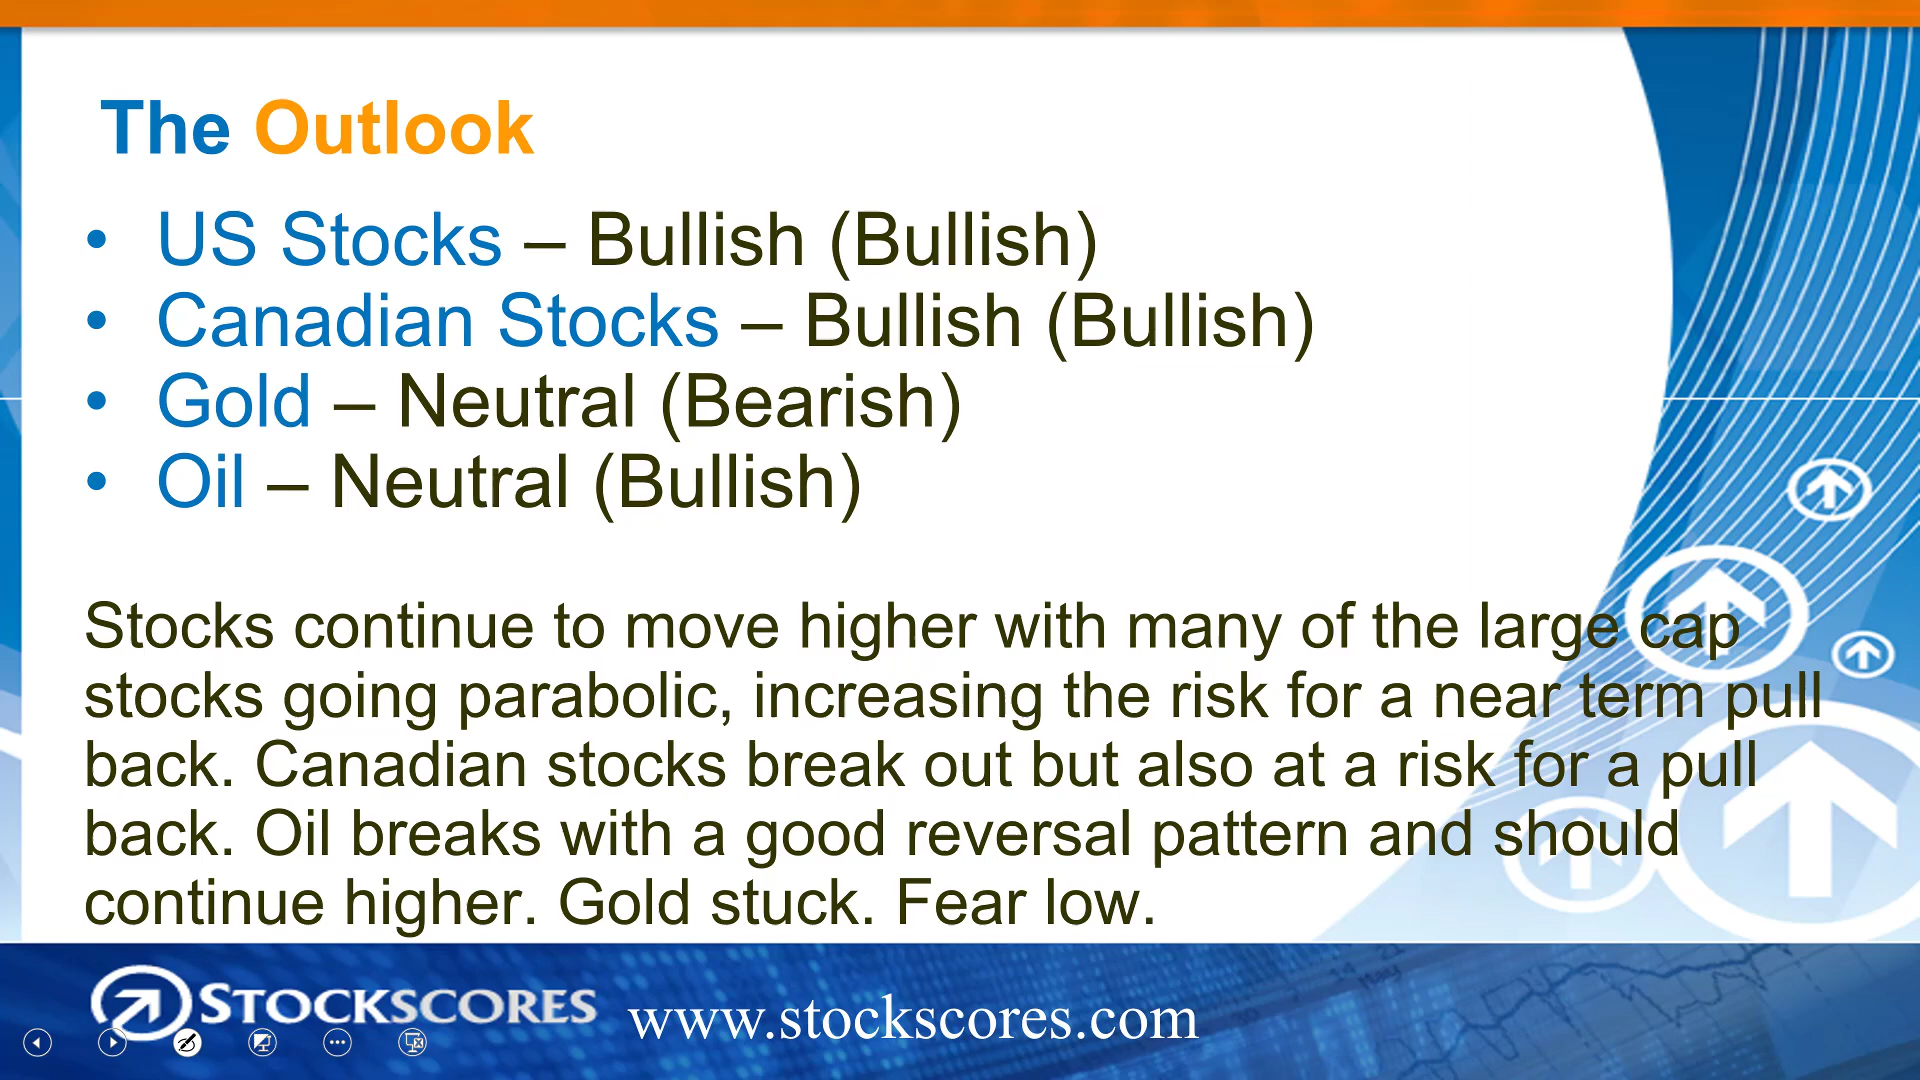 The Outlook
• US Stocks – Bullish (Bullish)
• Canadian Stocks – Bullish (Bullish)
• Gold – Neutral (Bearish)
• Oil – Neutral (Bullish)
Stocks continue to move higher with many of the large cap
stocks going parabolic, increasing the risk for a near term pull
back. Canadian stocks break out but also at a risk for a pull
back. Oil breaks with a good reversal pattern and should
continue higher. Gold stuck. Fear low.
STOCKSCORES www.stockscores.com